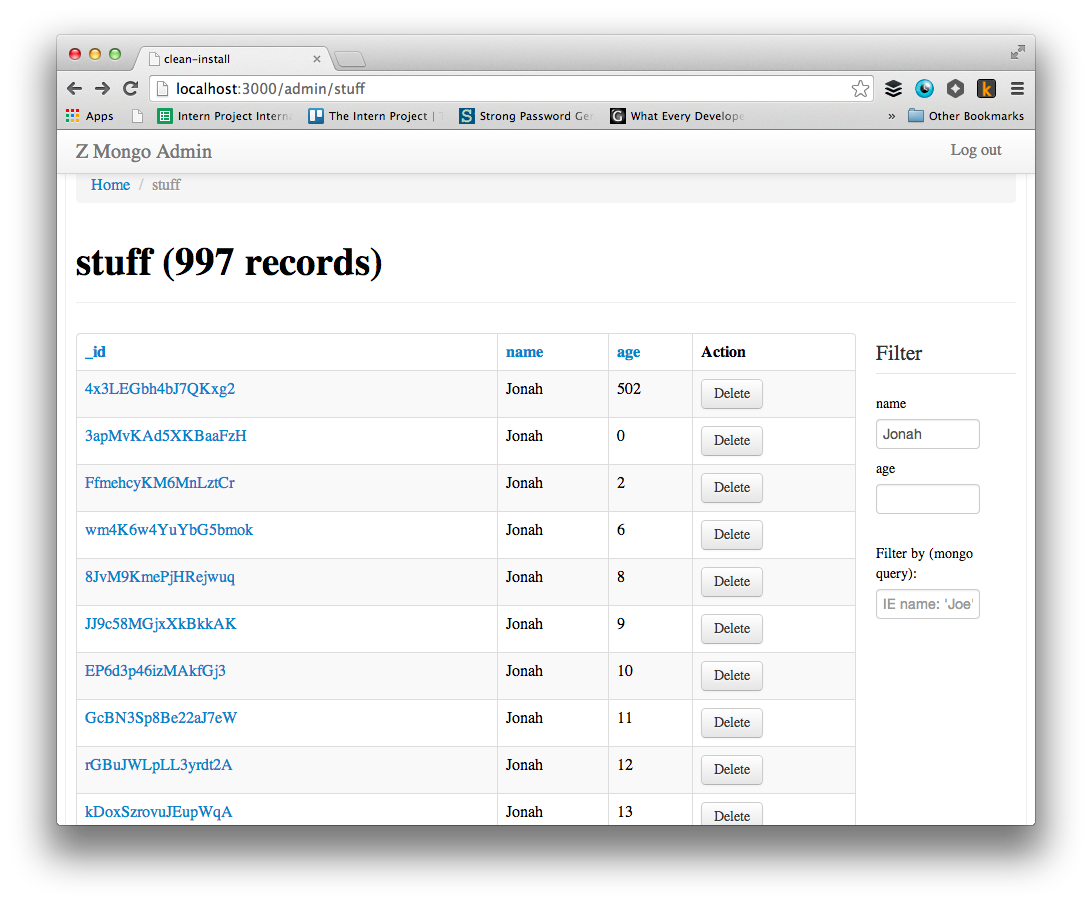 clean-install
localhost:3000/admin/stuff
Apps Intern Project Intern The Intern Project | Strong Password Gen What Every Develope » Other Bookmarks
Z Mongo Admin Log out
Home / stuff
stuff (997 records)
_id name age Action
4x3LEGbh4bJ7QKxg2 Jonah 502 Delete
3apMvKAd5XKBaaFzH Jonah 0 Delete
FfmehcyKM6MnLztCr Jonah 2 Delete
wm4K6w4YuYbG5bmok Jonah 6 Delete
8JvM9KmePjHRejwuq Jonah 8 Delete
JJ9c58MGjxXkBkkAK Jonah 9 Delete
EP6d3p46izMAkfGj3 Jonah 10 Delete
GcBN3Sp8Be22aJ7eW Jonah 11 Delete
rGBuJWLpLL3yrdt2A Jonah 12 Delete
kDoxSzrovuJEupWqA Jonah 13 Delete
Filter
name
Jonah
age
Filter by (mongo
query):
IE name: 'Joe'